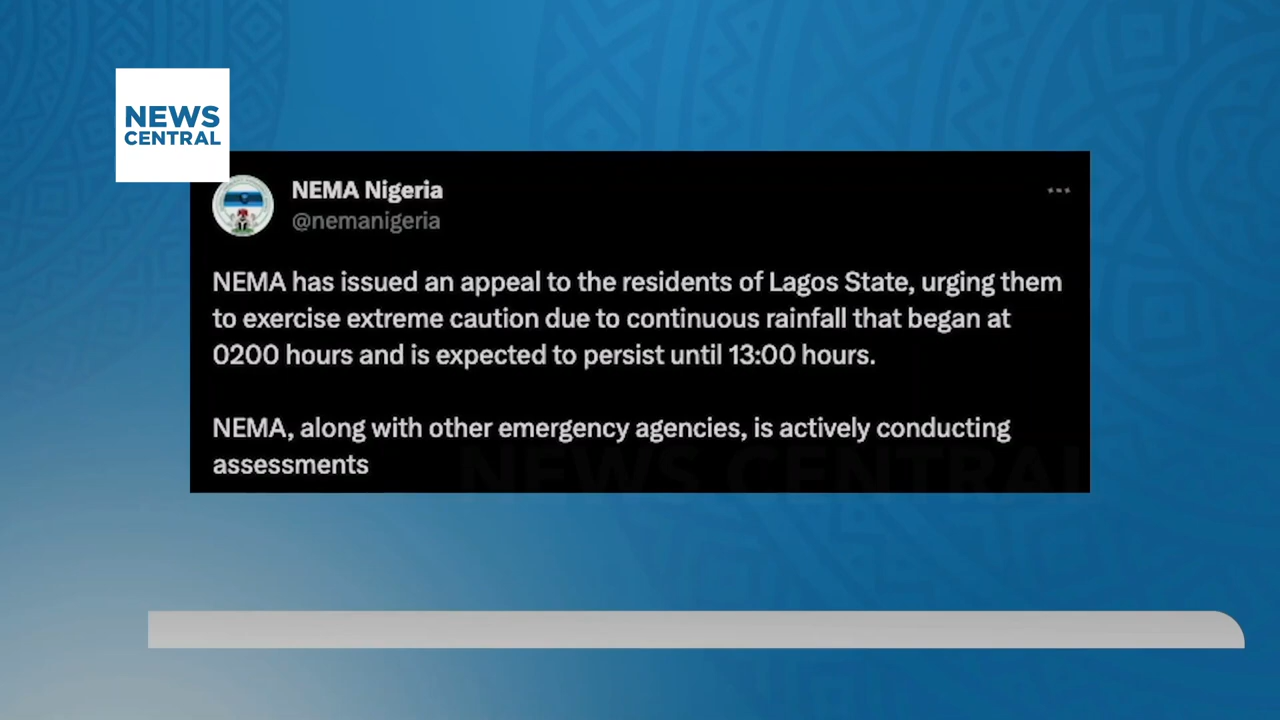 NEWS
CENTRAL
NEMA Nigeria
@nemanigeria
NEMA has issued an appeal to the residents of Lagos State, urging them
to exercise extreme caution due to continuous rainfall that began at
0200 hours and is expected to persist until 13:00 hours.
NEMA, along with other emergency agencies, is actively conducting
assessments
NEWS CENTRAL